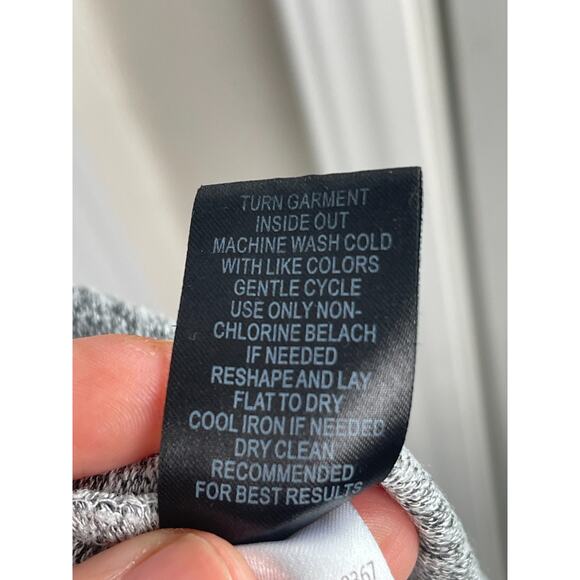 TURN GARMENT
INSIDE OUT
MACHINE WASH COLD
WITH LIKE COLORS
GENTLE CYCLE
USE ONLY NON-
CHLORINE BELACH
IF NEEDED
RESHAPE AND LAY
FLAT TO DRY
COOL IRON IF NEEDED
DRY CLEAN
RECOMMENDED
FOR BEST RESULTS